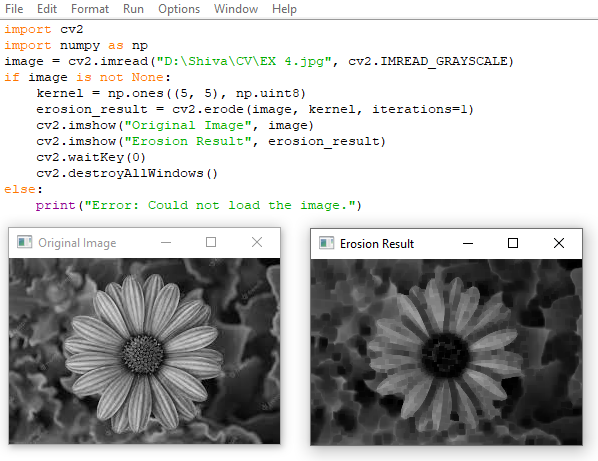 File Edit Format Run Options Window Help
import cv2
import numpy as np
image = cv2.imread("D:\Shiva\CV\EX 4.jpg", cv2.IMREAD_GRAYSCALE)
if image is not None:
    kernel = np.ones((5, 5), np.uint8)
    erosion_result = cv2.erode(image, kernel, iterations=1)
    cv2.imshow("Original Image", image)
    cv2.imshow("Erosion Result", erosion_result)
    cv2.waitKey(0)
    cv2.destroyAllWindows()
else:
    print("Error: Could not load the image.")
Original Image
Erosion Result